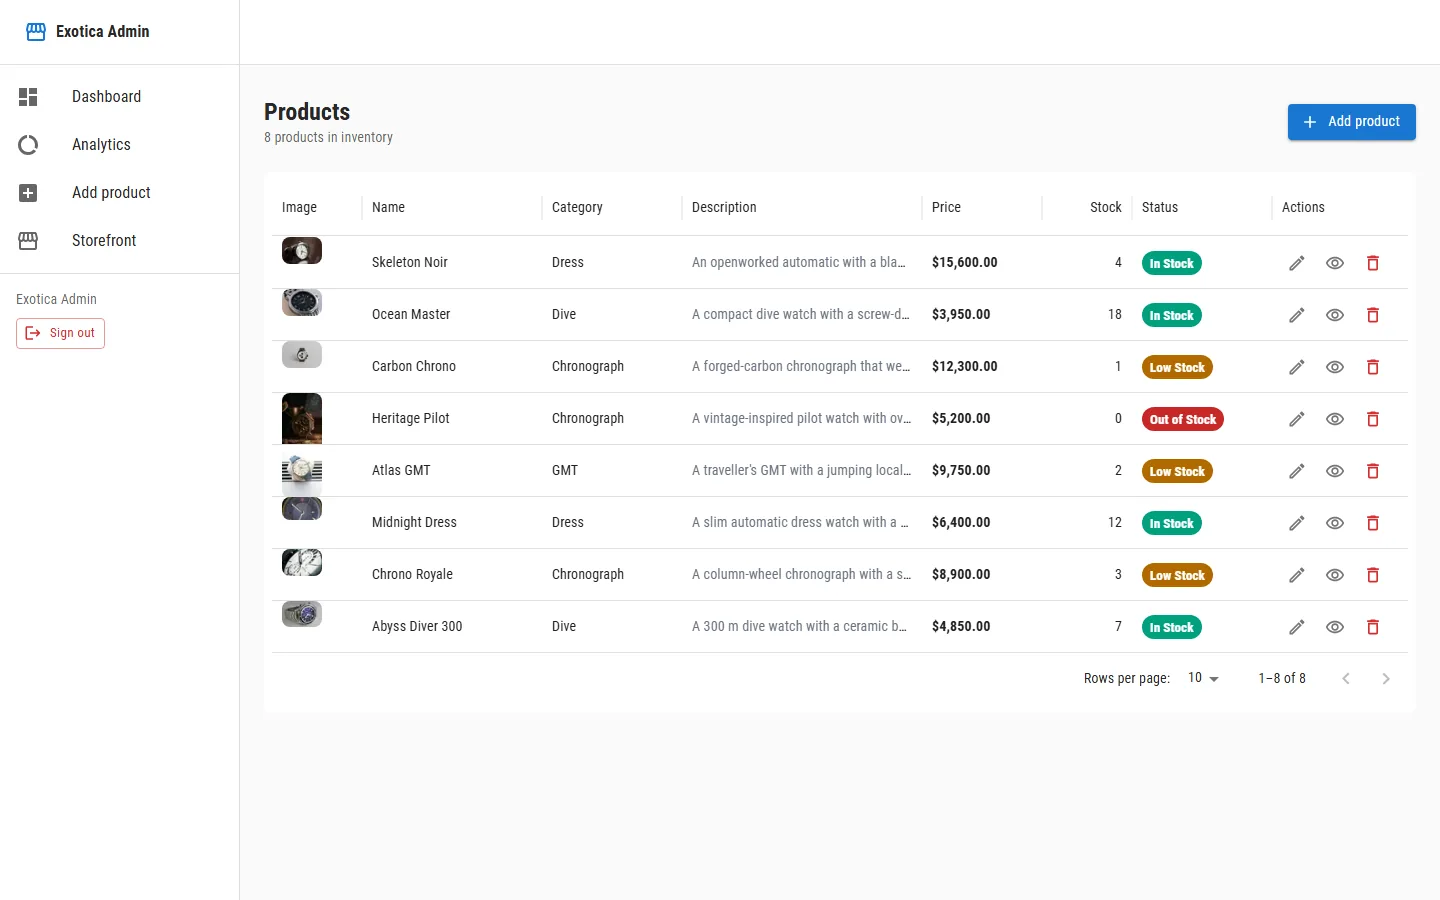 Exotica Admin
Dashboard
Analytics
Add product
Storefront
Exotica Admin
Sign out
Products
8 products in inventory
Add product
Image Name Category Description Price Stock Status Actions
Skeleton Noir Dress An openworked automatic with a bla… $15,600.00 4 In Stock
Ocean Master Dive A compact dive watch with a screw-d… $3,950.00 18 In Stock
Carbon Chrono Chronograph A forged-carbon chronograph that we… $12,300.00 1 Low Stock
Heritage Pilot Chronograph A vintage-inspired pilot watch with ov… $5,200.00 0 Out of Stock
Atlas GMT GMT A traveller's GMT with a jumping local… $9,750.00 2 Low Stock
Midnight Dress Dress A slim automatic dress watch with a … $6,400.00 12 In Stock
Chrono Royale Chronograph A column-wheel chronograph with a s… $8,900.00 3 Low Stock
Abyss Diver 300 Dive A 300 m dive watch with a ceramic b… $4,850.00 7 In Stock
Rows per page: 10 1–8 of 8